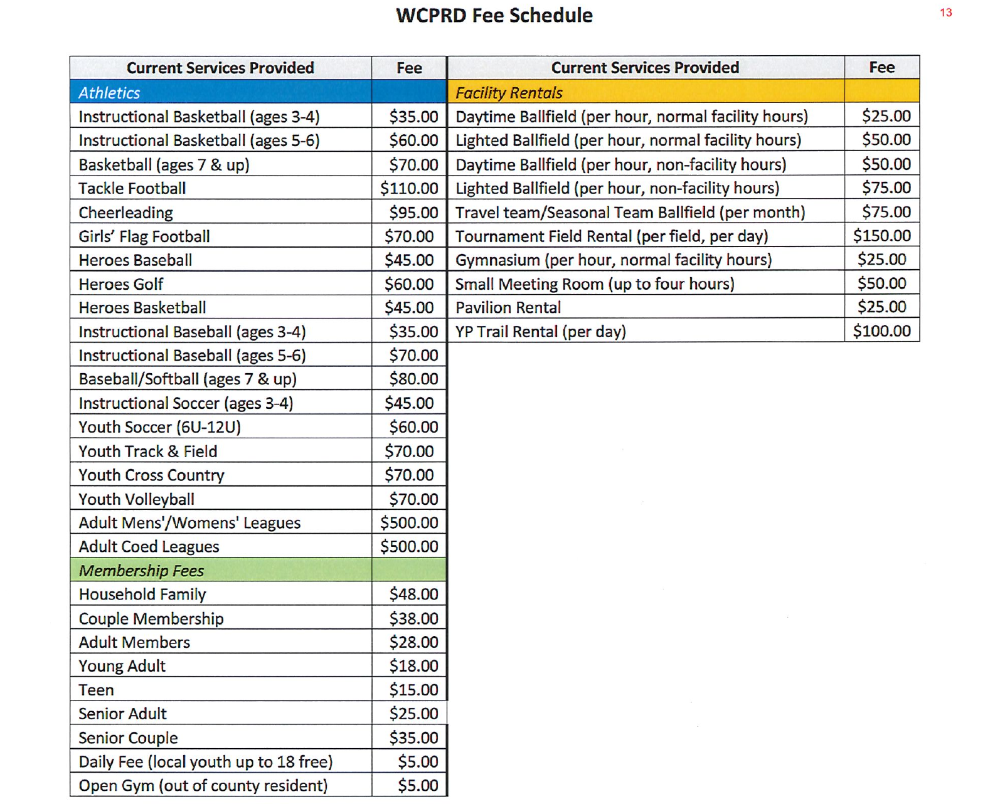 WCPRD Fee Schedule
13
Current Services Provided Fee
Athletics
Instructional Basketball (ages 3-4) $35.00
Instructional Basketball (ages 5-6) $60.00
Basketball (ages 7 & up) $70.00
Tackle Football $110.00
Cheerleading $95.00
Girls' Flag Football $70.00
Heroes Baseball $45.00
Heroes Golf $60.00
Heroes Basketball $45.00
Instructional Baseball (ages 3-4) $35.00
Instructional Baseball (ages 5-6) $70.00
Baseball/Softball (ages 7 & up) $80.00
Instructional Soccer (ages 3-4) $45.00
Youth Soccer (6U-12U) $60.00
Youth Track & Field $70.00
Youth Cross Country $70.00
Youth Volleyball $70.00
Adult Mens'/Womens' Leagues $500.00
Adult Coed Leagues $500.00
Membership Fees
Household Family $48.00
Couple Membership $38.00
Adult Members $28.00
Young Adult $18.00
Teen $15.00
Senior Adult $25.00
Senior Couple $35.00
Daily Fee (local youth up to 18 free) $5.00
Open Gym (out of county resident) $5.00
Current Services Provided Fee
Facility Rentals
Daytime Ballfield (per hour, normal facility hours) $25.00
Lighted Ballfield (per hour, normal facility hours) $50.00
Daytime Ballfield (per hour, non-facility hours) $50.00
Lighted Ballfield (per hour, non-facility hours) $75.00
Travel team/Seasonal Team Ballfield (per month) $75.00
Tournament Field Rental (per field, per day) $150.00
Gymnasium (per hour, normal facility hours) $25.00
Small Meeting Room (up to four hours) $50.00
Pavilion Rental $25.00
YP Trail Rental (per day) $100.00